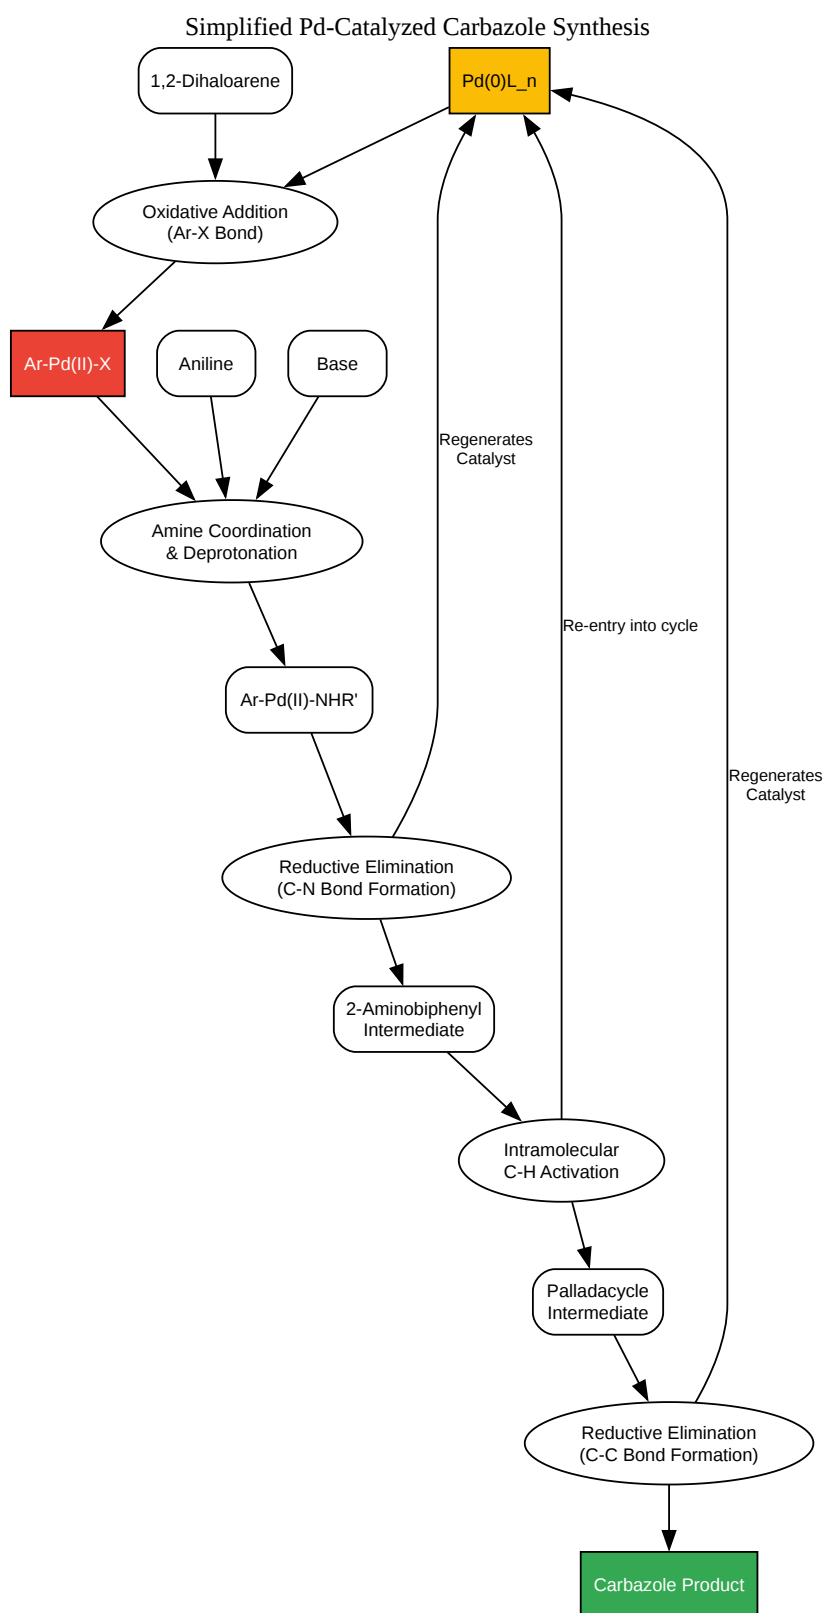 Simplified Pd-Catalyzed Carbazole Synthesis
1,2-Dihaloarene
Pd(0)L_n
Oxidative Addition
(Ar-X Bond)
Ar-Pd(II)-X
Aniline
Base
Regenerates
Catalyst
Amine Coordination
& Deprotonation
Re-entry into cycle
Ar-Pd(II)-NHR'
Regenerates
Catalyst
Reductive Elimination
(C-N Bond Formation)
2-Aminobiphenyl
Intermediate
Intramolecular
C-H Activation
Palladacycle
Intermediate
Reductive Elimination
(C-C Bond Formation)
Carbazole Product